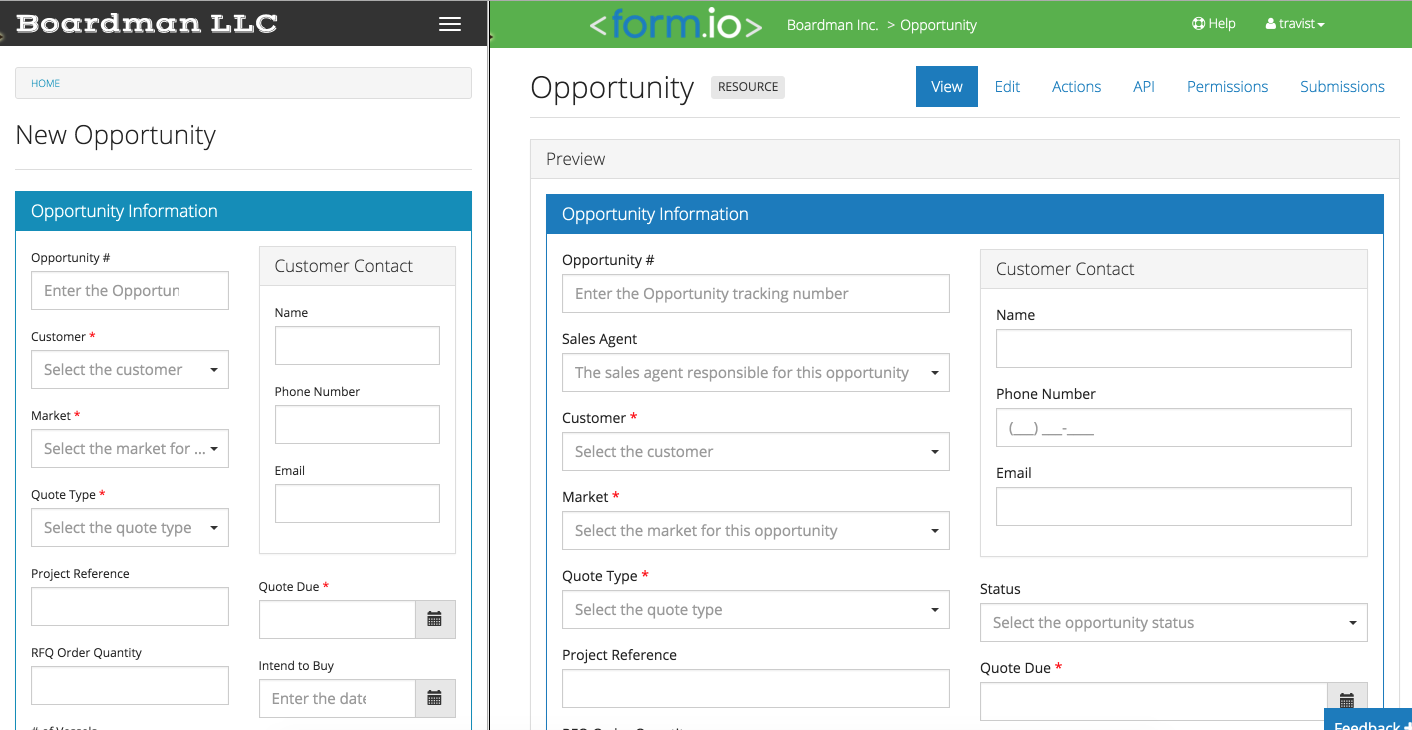 Boardman LLC
HOME
New Opportunity
Opportunity Information
Opportunity #
Enter the Opportun
Customer *
Select the customer
Market *
Select the market for ...
Quote Type *
Select the quote type
Project Reference
RFQ Order Quantity
# of Vessels
Customer Contact
Name
Phone Number
Email
Quote Due *
Intend to Buy
Enter the date
<form.io>
Boardman Inc. > Opportunity
Help
travist
Opportunity RESOURCE
View Edit Actions API Permissions Submissions
Preview
Opportunity Information
Opportunity #
Enter the Opportunity tracking number
Sales Agent
The sales agent responsible for this opportunity
Customer *
Select the customer
Market *
Select the market for this opportunity
Quote Type *
Select the quote type
Project Reference
RFQ Order Quantity
Customer Contact
Name
Phone Number
(___) ___-____
Email
Status
Select the opportunity status
Quote Due *
Feedback